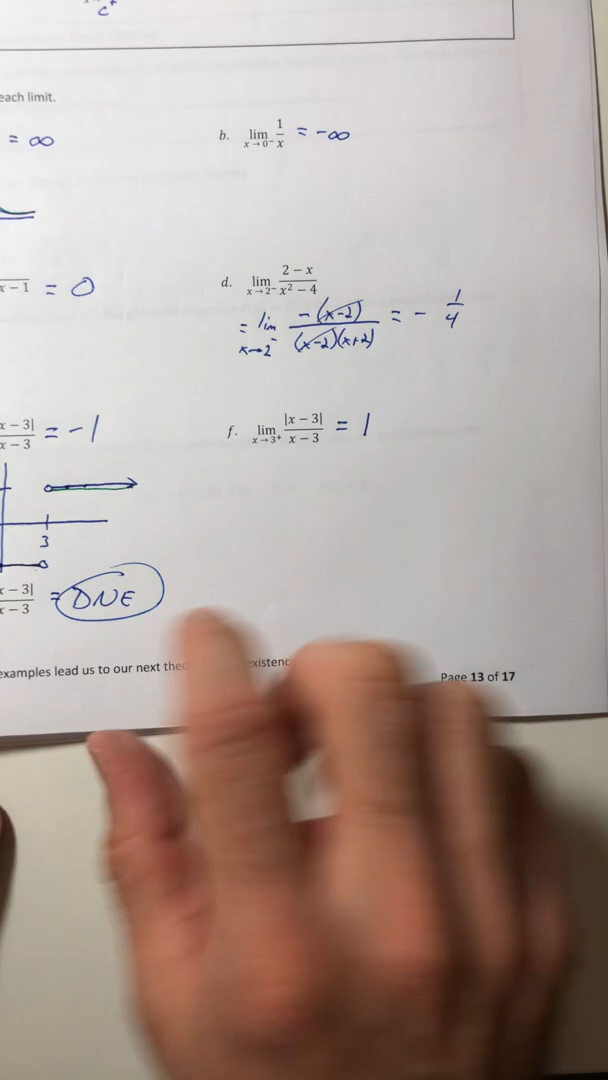 c⁺
each limit.
= ∞
b. lim x→0⁻ 1/x = -∞
x − 1 = 0
d. lim x→2⁻ (2 − x)/(x² − 4)
= lim x→2⁻ -(x-2)/((x-2)(x+2)) = - 1/4
x − 3|/x − 3 = -1
f. lim x→3⁺ |x − 3|/(x − 3) = 1
3
x − 3|/x − 3 = DNE
examples lead us to our next existenc
Page 13 of 17